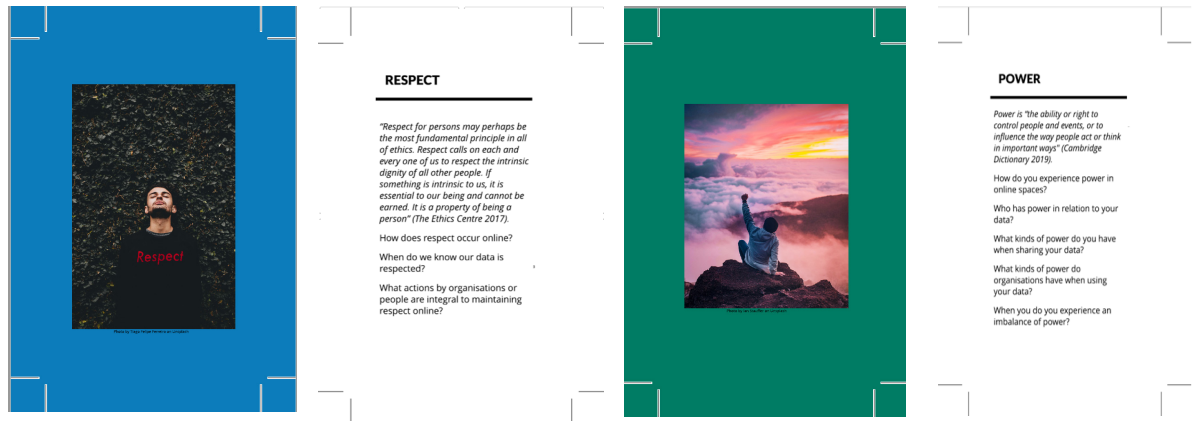 Respect
RESPECT
“Respect for persons may perhaps be
the most fundamental principle in all
of ethics. Respect calls on each and
every one of us to respect the intrinsic
dignity of all other people. If
something is intrinsic to us, it is
essential to our being and cannot be
earned. It is a property of being a
person” (The Ethics Centre 2017).
How does respect occur online?
When do we know our data is
respected?
What actions by organisations or
people are integral to maintaining
respect online?
POWER
Power is “the ability or right to
control people and events, or to
influence the way people act or think
in important ways” (Cambridge
Dictionary 2019).
How do you experience power in
online spaces?
Who has power in relation to your
data?
What kinds of power do you have
when sharing your data?
What kinds of power do
organisations have when using
your data?
When you do you experience an
imbalance of power?